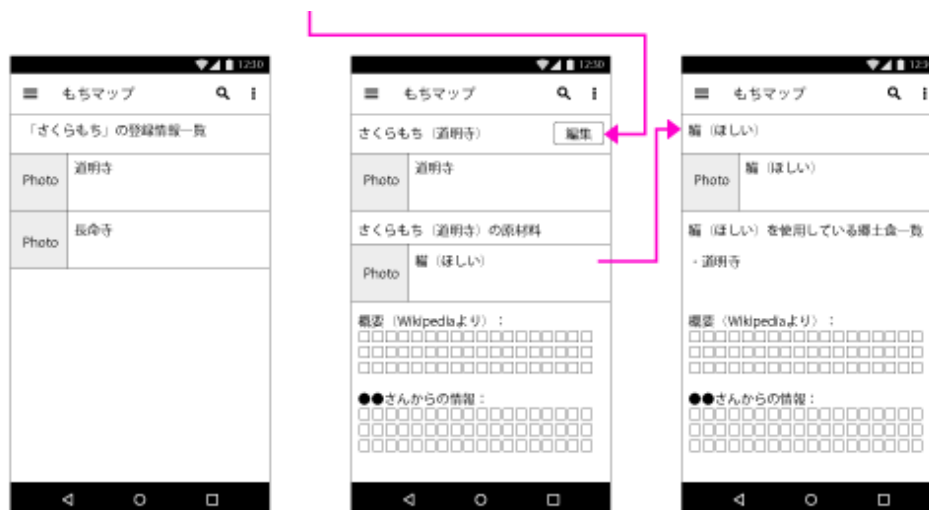 12:30
もちマップ
「さくらもち」の登録情報一覧
Photo
道明寺
Photo
長命寺
12:30
もちマップ
さくらもち（道明寺）
編集
Photo
道明寺
さくらもち（道明寺）の原材料
Photo
糒（ほしい）
概要（Wikipediaより）：
●●さんからの情報：
もちマップ
糒（ほしい）
Photo
糒（ほしい）
糒（ほしい）を使用している郷土食一覧
・道明寺
概要（Wikipediaより）：
●●さんからの情報：